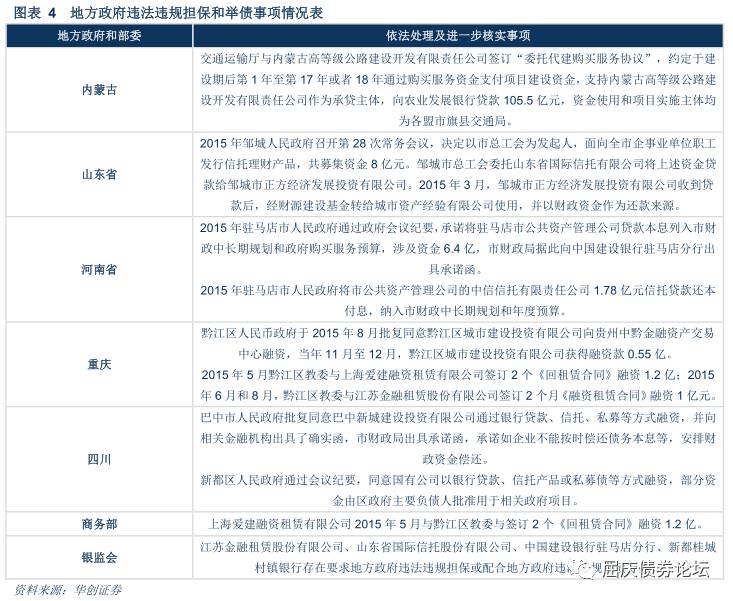 图表 4 地方政府违法违规担保和举债事项情况表
地方政府和部委 依法处理及进一步核实事项
内蒙古
交通运输厅与内蒙古高等级公路建设开发有限责任公司签订“委托代建购买服务协议”，约定于建
设期后第 1 年至第 17 年或者 18 年通过购买服务资金支付项目建设资金，支持内蒙古高等级公路建
设开发有限责任公司作为承贷主体，向农业发展银行贷款 105.5 亿元，资金使用和项目实施主体均
为各盟市旗县交通局。
山东省
2015 年邹城人民政府召开第 28 次常务会议，决定以市总工会为发起人，面向全市企事业单位职工
发行信托理财产品，共募集资金 8 亿元。邹城市总工会委托山东省国际信托有限公司将上述资金贷
款给邹城市正方经济发展投资有限公司。2015 年 3 月，邹城市正方经济发展投资有限公司收到贷
款后，经财源建设基金转给城市资产经验有限公司使用，并以财政资金作为还款来源。
河南省
2015 年驻马店市人民政府通过政府会议纪要，承诺将驻马店市公共资产管理公司贷款本息列入市财
政中长期规划和政府购买服务预算，涉及资金 6.4 亿，市财政局据此向中国建设银行驻马店分行出
具承诺函。
2015 年驻马店市人民政府将市公共资产管理公司的中信信托有限责任公司 1.78 亿元信托贷款还本
付息，纳入市财政中长期规划和年度预算。
重庆
黔江区人民币政府于 2015 年 8 月批复同意黔江区城市建设投资有限公司向贵州中黔金融资产交易
中心融资，当年 11 月至 12 月，黔江区城市建设投资有限公司获得融资款 0.55 亿。
2015 年 5 月黔江区教委与上海爱建融资租赁有限公司签订 2 个《回租赁合同》融资 1.2 亿；2015
年 6 月和 8 月，黔江区教委与江苏金融租赁股份有限公司签订 2 个月《融资租赁合同》融资 1 亿元。
四川
巴中市人民政府批复同意巴中新城建设投资有限公司通过银行贷款、信托、私募等方式融资，并向
相关金融机构出具了确实函，市财政局出具承诺函，承诺如企业不能按时偿还债务本息等，安排财
政资金偿还。
新都区人民政府通过会议纪要，同意国有公司以银行贷款、信托产品或私募债等方式融资，部分资
金由区政府主要负债人批准用于相关政府项目。
商务部 上海爱建融资租赁有限公司 2015 年 5 月与黔江区教委与签订 2 个《回租赁合同》融资 1.2 亿。
银监会
江苏金融租赁股份有限公司、山东省国际信托股份有限公司、中国建设银行驻马店分行、新都桂城
村镇银行存在要求地方政府违法违规担保或配合地方政府违
屈庆债券论坛
资料来源：华创证券